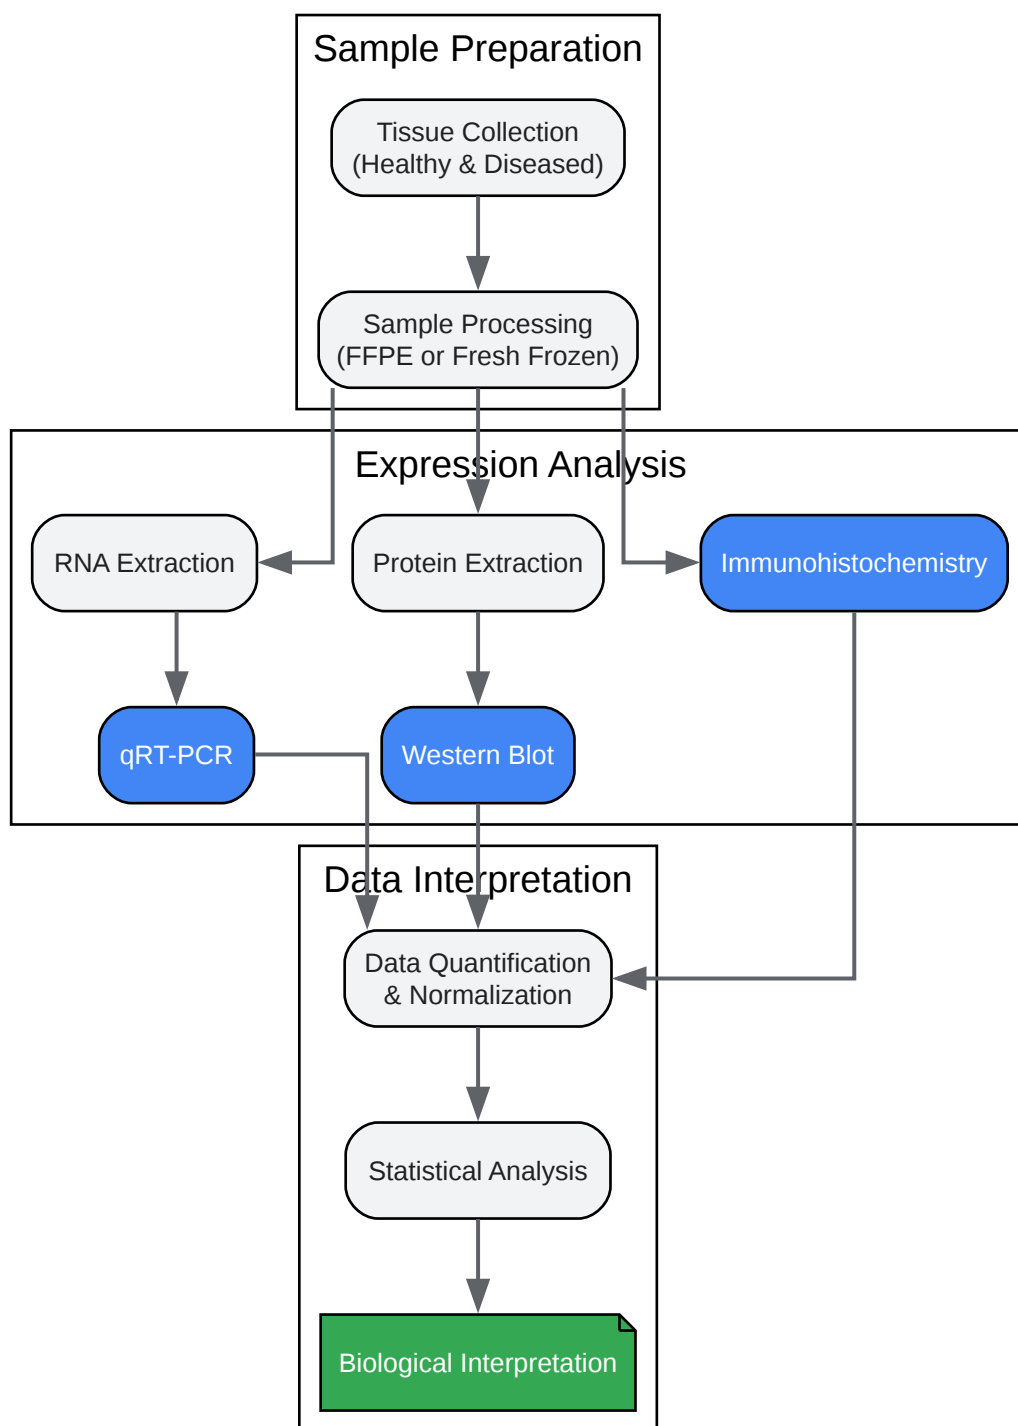 Sample Preparation
Tissue Collection
(Healthy & Diseased)
Sample Processing
(FFPE or Fresh Frozen)
Expression Analysis
RNA Extraction
Protein Extraction
Immunohistochemistry
qRT-PCR
Western Blot
Data Interpretation
Data Quantification
& Normalization
Statistical Analysis
Biological Interpretation